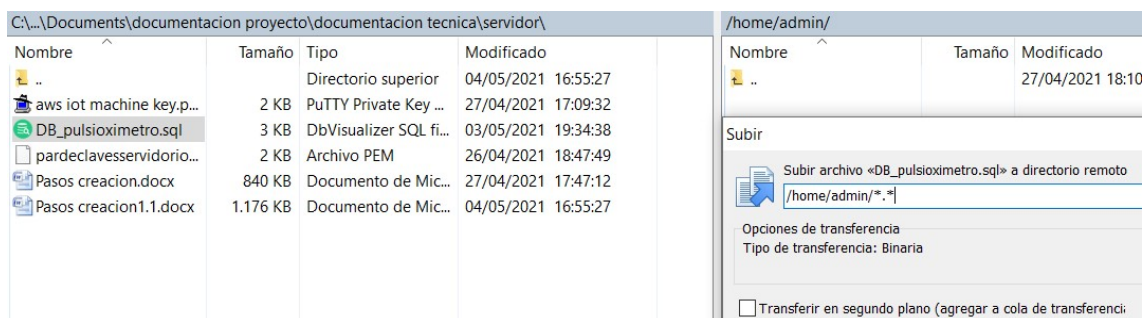 C:\...\Documents\documentacion proyecto\documentacion tecnica\servidor\
Nombre Tamaño Tipo Modificado
.. Directorio superior 04/05/2021 16:55:27
aws iot machine key.p... 2 KB PuTTY Private Key ... 27/04/2021 17:09:32
DB_pulsioximetro.sql 3 KB DbVisualizer SQL fi... 03/05/2021 19:34:38
pardeclavesservidorio... 2 KB Archivo PEM 26/04/2021 18:47:49
Pasos creacion.docx 840 KB Documento de Mic... 27/04/2021 17:47:12
Pasos creacion1.1.docx 1.176 KB Documento de Mic... 04/05/2021 16:55:27
/home/admin/
Nombre Tamaño Modificado
.. 27/04/2021 18:10
Subir
Subir archivo «DB_pulsioximetro.sql» a directorio remoto
/home/admin/*.*
Opciones de transferencia
Tipo de transferencia: Binaria
Transferir en segundo plano (agregar a cola de